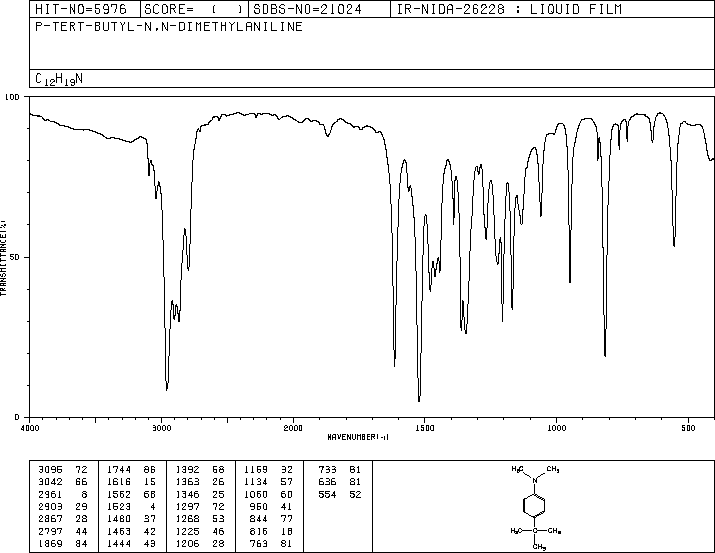 HIT-NO=5976 SCORE= ( ) SDBS-NO=21024 IR-NIDA-26228 : LIQUID FILM
P-TERT-BUTYL-N,N-DIMETHYLANILINE
C12H19N
100
50
0
TRANSMITTANCE(%)
4000 3000 2000 1500 1000 500
WAVENUMBER(-1)
3095 72 1744 86 1392 58 1169 32 733 81
3042 66 1616 15 1363 26 1134 57 636 81
2961 8 1562 68 1346 25 1060 60 554 52
2903 29 1523 4 1297 72 950 41
2867 28 1480 37 1268 53 844 77
2797 44 1463 42 1225 46 816 18
1869 84 1444 43 1206 28 763 81
H3C CH3
N
H3C C CH3
CH3